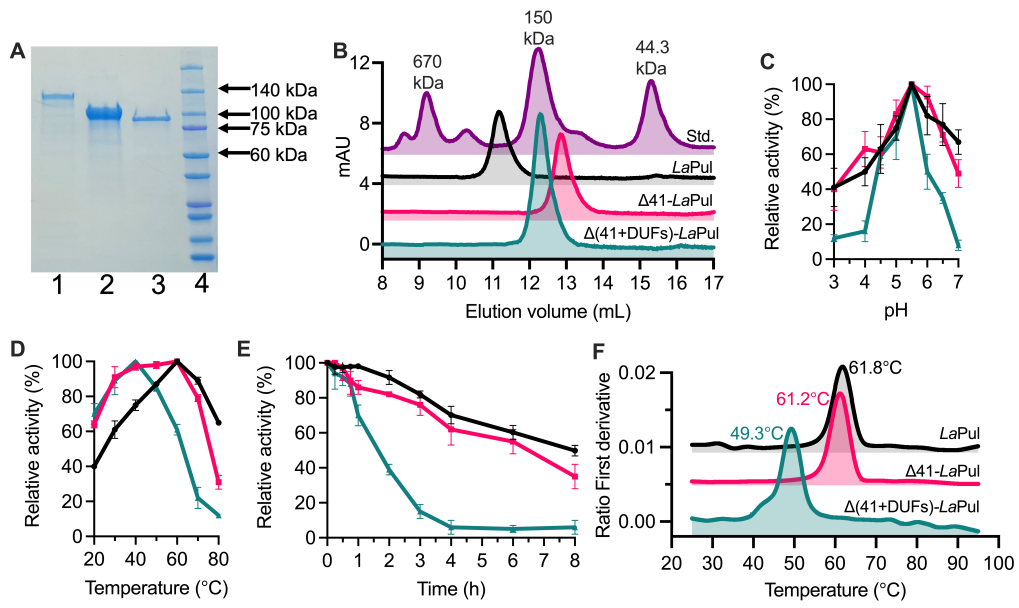 A
140 kDa
100 kDa
75 kDa
60 kDa
1 2 3 4
B
mAU
12
8
4
0
670
kDa
150
kDa
44.3
kDa
Std.
LaPul
Δ41-LaPul
Δ(41+DUFs)-LaPul
8 9 10 11 12 13 14 15 16 17
Elution volume (mL)
C
Relative activity (%)
100
80
60
40
20
0
3 4 5 6 7
pH
D
Relative activity (%)
100
80
60
40
20
0
20 40 60 80
Temperature (°C)
E
Relative activity (%)
100
80
60
40
20
0
0 1 2 3 4 5 6 7 8
Time (h)
F
Ratio First derivative
0.02
0.01
0.00
61.8°C
61.2°C
49.3°C
LaPul
Δ41-LaPul
Δ(41+DUFs)-LaPul
20 30 40 50 60 70 80 90 100
Temperature (°C)